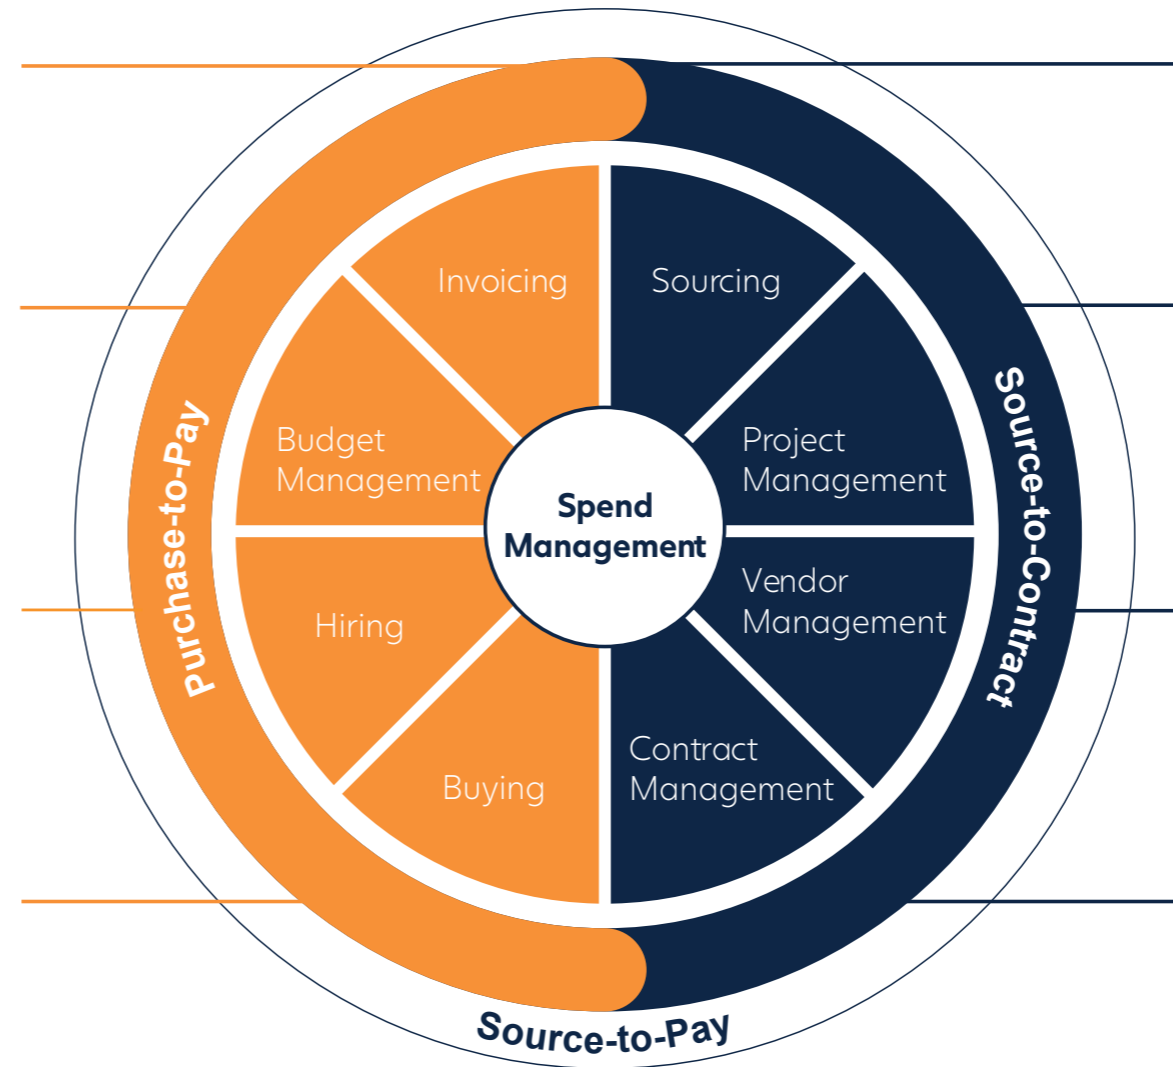 Invoicing
Sourcing
Budget
Management
Project
Management
Spend
Management
Purchase-to-Pay
Source-to-Contract
Hiring
Vendor
Management
Buying
Contract
Management
Source-to-Pay